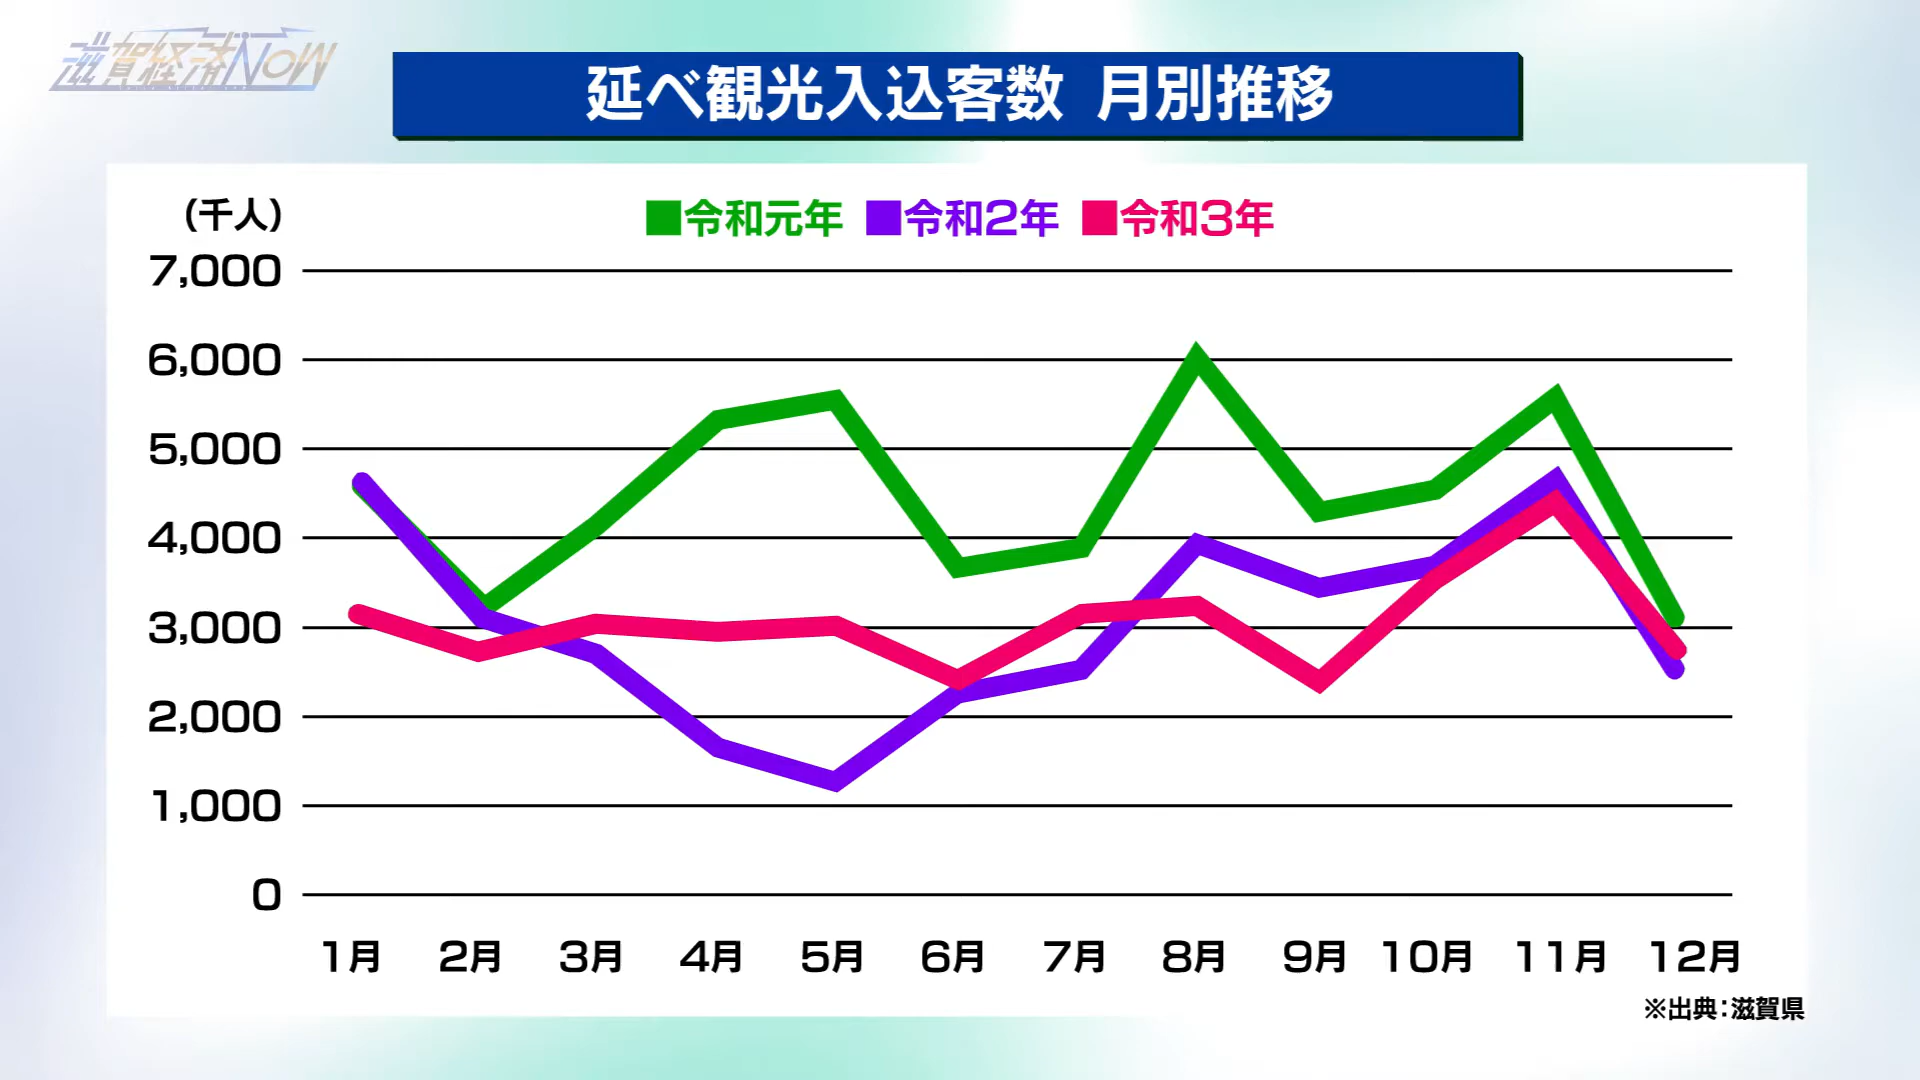 滋賀経済NOW
延べ観光入込客数 月別推移
(千人)
■令和元年 ■令和2年 ■令和3年
7,000
6,000
5,000
4,000
3,000
2,000
1,000
0
1月 2月 3月 4月 5月 6月 7月 8月 9月 10月 11月 12月
※出典：滋賀県